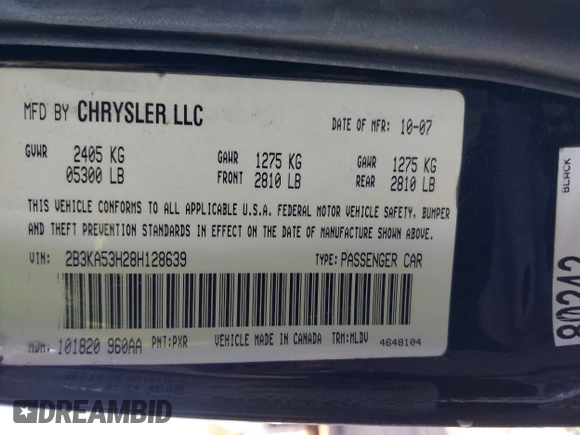 MFD BY CHRYSLER LLC
DATE OF MFR: 10-07
GVWR 2405 KG
05300 LB
GAWR 1275 KG
FRONT 2810 LB
GAWR 1275 KG
REAR 2810 LB
THIS VEHICLE CONFORMS TO ALL APPLICABLE U.S.A. FEDERAL MOTOR VEHICLE SAFETY, BUMPER
AND THEFT PREVENTION STANDARDS IN EFFECT ON THE DATE OF MANUFACTURE SHOWN ABOVE.
VIN: 2B3KA53H28H128639
TYPE: PASSENGER CAR
MDH: 101820 960AA
PNT: PXR
VEHICLE MADE IN CANADA
TRM: MLDV
4648104
BLACK
80242
DREAMBID